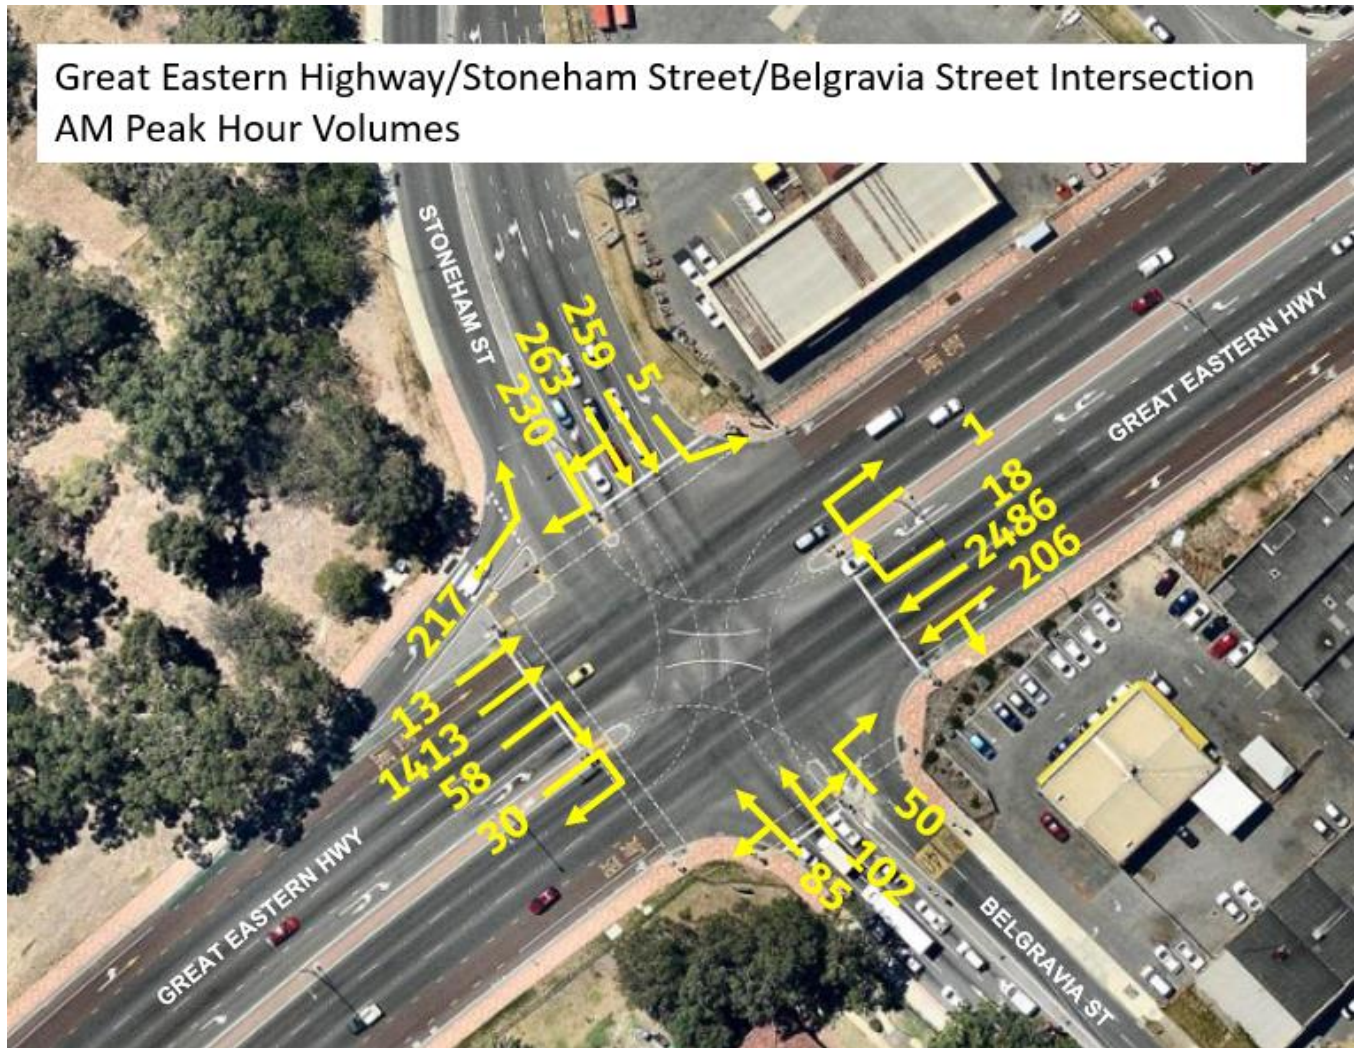 Great Eastern Highway/Stoneham Street/Belgravia Street Intersection
AM Peak Hour Volumes
STONEHAM ST
259
263
5
230
1
18
2486
206
GREAT EASTERN HWY
217
13
1413
58
30
50
102
85
GREAT EASTERN HWY
BELGRAVIA ST